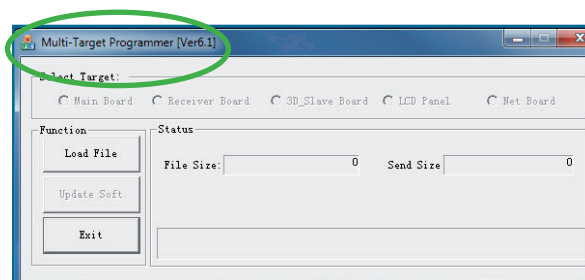 Multi-Target Programmer [Ver6.1]
Select Target:
Main Board Receiver Board 3D_Slave Board LCD Panel Net Board
Function
Status
Load File
File Size: 0 Send Size 0
Update Soft
Exit